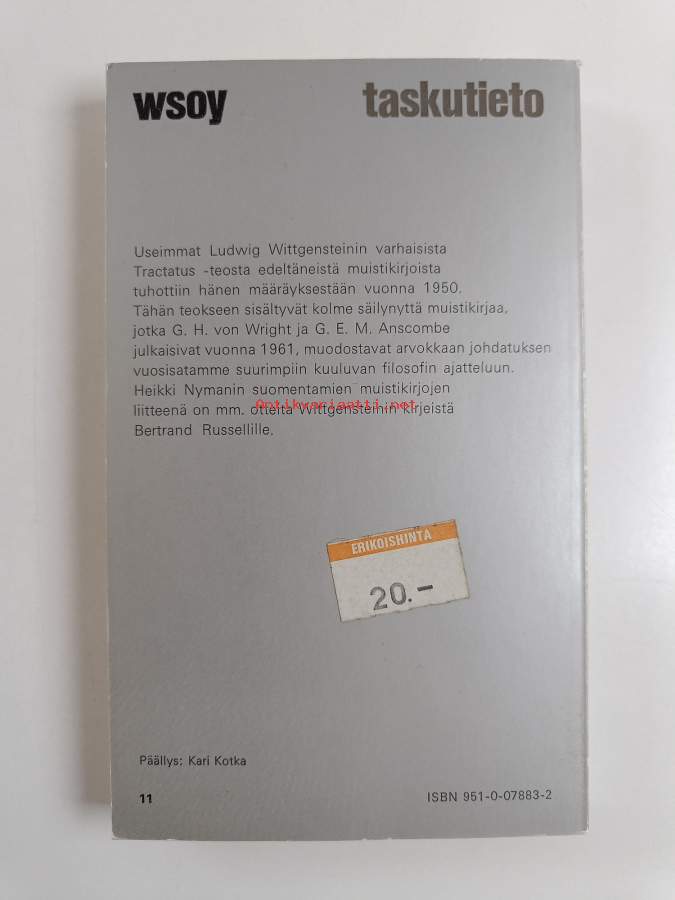 wsoy taskutieto
Useimmat Ludwig Wittgensteinin varhaisista
Tractatus -teosta edeltäneistä muistikirjoista
tuhottiin hänen määräyksestään vuonna 1950.
Tähän teokseen sisältyvät kolme säilynyttä muistikirjaa,
jotka G. H. von Wright ja G. E. M. Anscombe
julkaisivat vuonna 1961, muodostavat arvokkaan johdatuksen
vuosisatamme suurimpiin kuuluvan filosofin ajatteluun.
Heikki Nymanin suomentamien muistikirjojen
liitteenä on mm. otteita Wittgensteinin kirjeistä
Antikvariaatti.net
Bertrand Russellille.
ERIKOISHINTA
20.-
Päällys: Kari Kotka
11 ISBN 951-0-07883-2